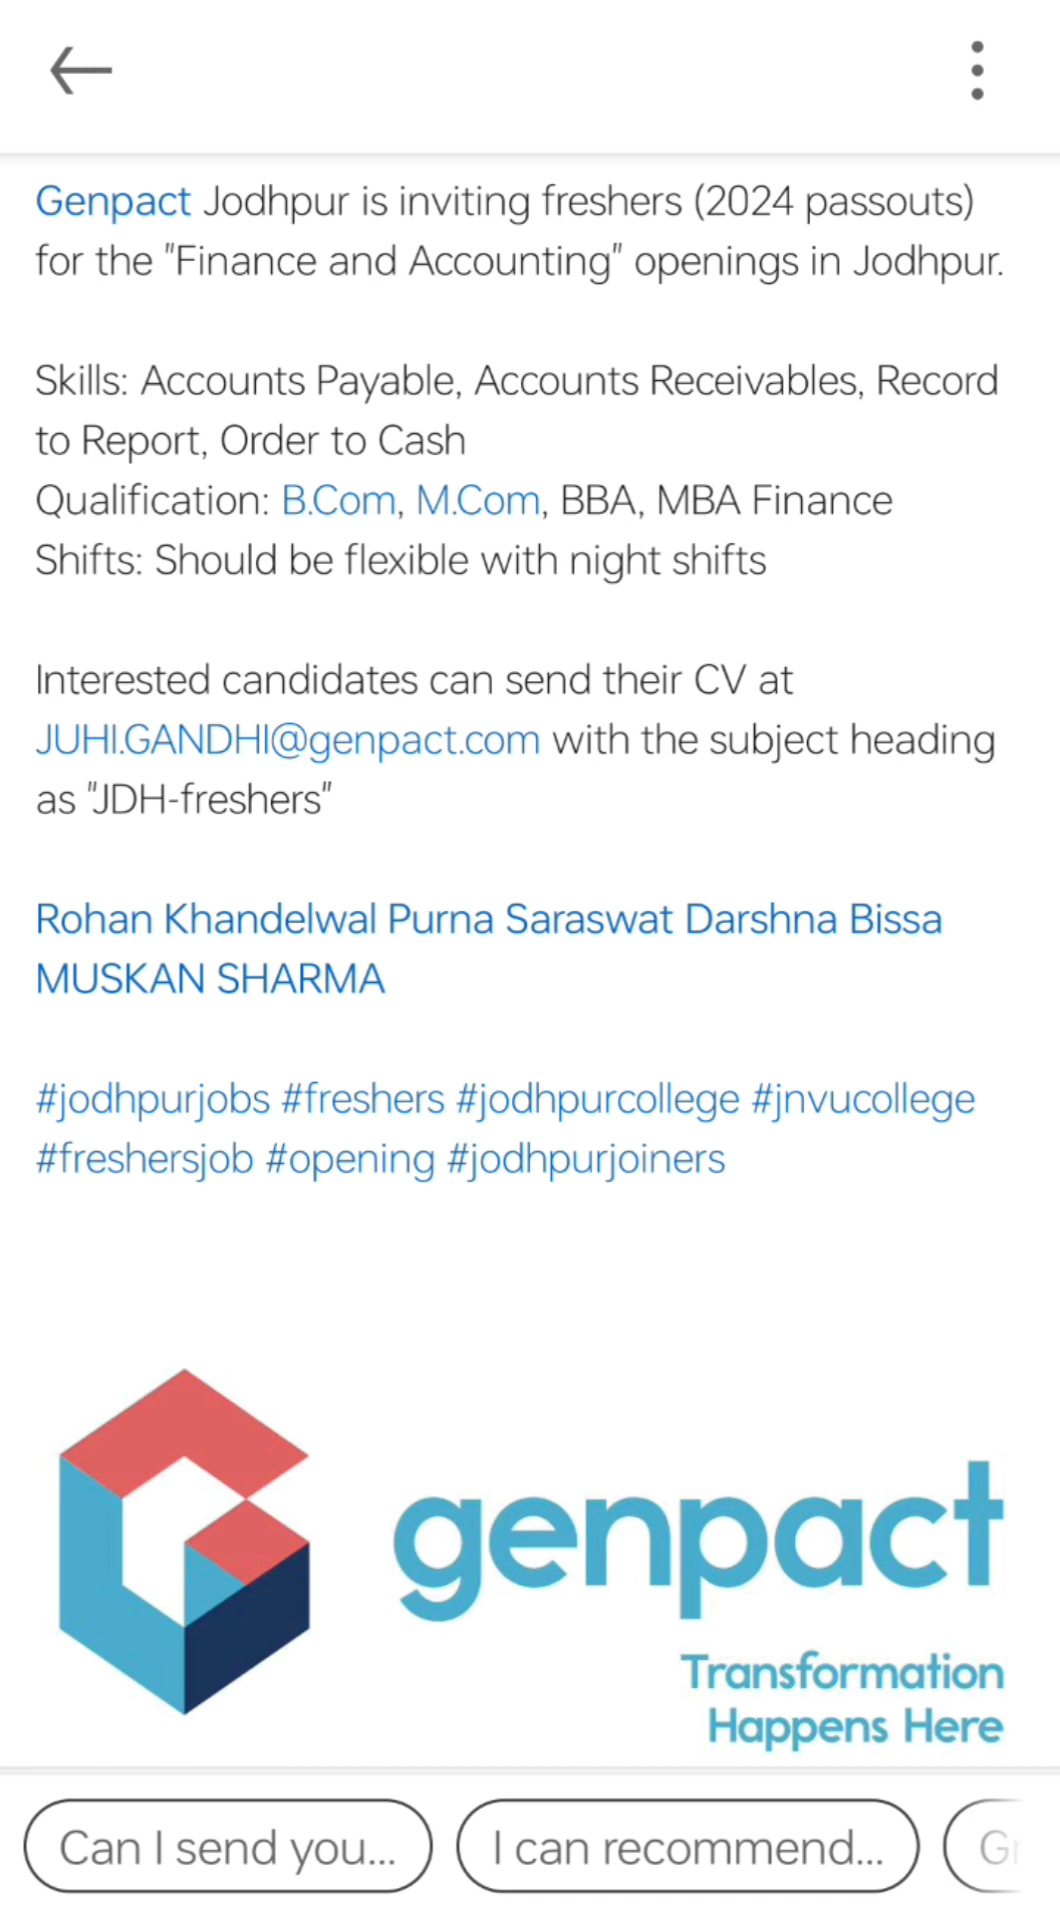 Genpact Jodhpur is inviting freshers (2024 passouts)
for the "Finance and Accounting" openings in Jodhpur.
Skills: Accounts Payable, Accounts Receivables, Record
to Report, Order to Cash
Qualification: B.Com, M.Com, BBA, MBA Finance
Shifts: Should be flexible with night shifts
Interested candidates can send their CV at
JUHI.GANDHI@genpact.com with the subject heading
as "JDH-freshers"
Rohan Khandelwal Purna Saraswat Darshna Bissa
MUSKAN SHARMA
#jodhpurjobs #freshers #jodhpurcollege #jnvucollege
#freshersjob #opening #jodhpurjoiners
genpact
Transformation
Happens Here
Can I send you... I can recommend...